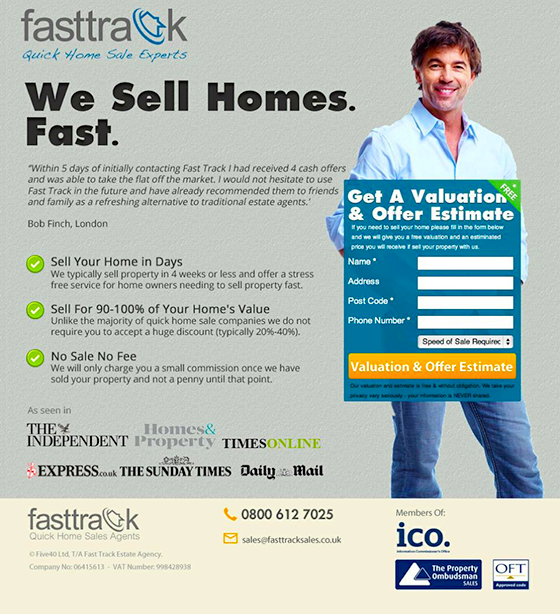 fasttrack
Quick Home Sale Experts
We Sell Homes.
Fast.
"Within 5 days of initially contacting Fast Track I had received 4 cash offers
and was able to take the flat off the market. I would not hesitate to use
Fast Track in the future and have already recommended them to friends
and family as a refreshing alternative to traditional estate agents.'
Bob Finch, London
Sell Your Home in Days
We typically sell property in 4 weeks or less and offer a stress
free service for home owners needing to sell property fast.
Sell For 90-100% of Your Home's Value
Unlike the majority of quick home sale companies we do not
require you to accept a huge discount (typically 20%-40%).
No Sale No Fee
We will only charge you a small commission once we have
sold your property and not a penny until that point.
As seen in
THE INDEPENDENT
Homes& Property
TIMESONLINE
EXPRESS.co.uk
THE SUNDAY TIMES
Daily Mail
FREE
Get A Valuation
& Offer Estimate
If you need to sell your home please fill in the form below
and we will give you a free valuation and an estiminated
price you will receive if sell your property with us.
Name *
Address
Post Code *
Phone Number *
Speed of Sale Required
Valuation & Offer Estimate
Our valuation and estimate is free & without obligation. We take your
privacy very seriously - your information is NEVER shared.
fasttrack
Quick Home Sales Agents
© Five40 Ltd, T/A Fast Track Estate Agency.
Company No: 06415613 - VAT Number: 998428938
0800 612 7025
sales@fasttracksales.co.uk
Members Of:
ico.
Information Commissioner's Office
The Property
Ombudsman
SALES
OFT
Approved code